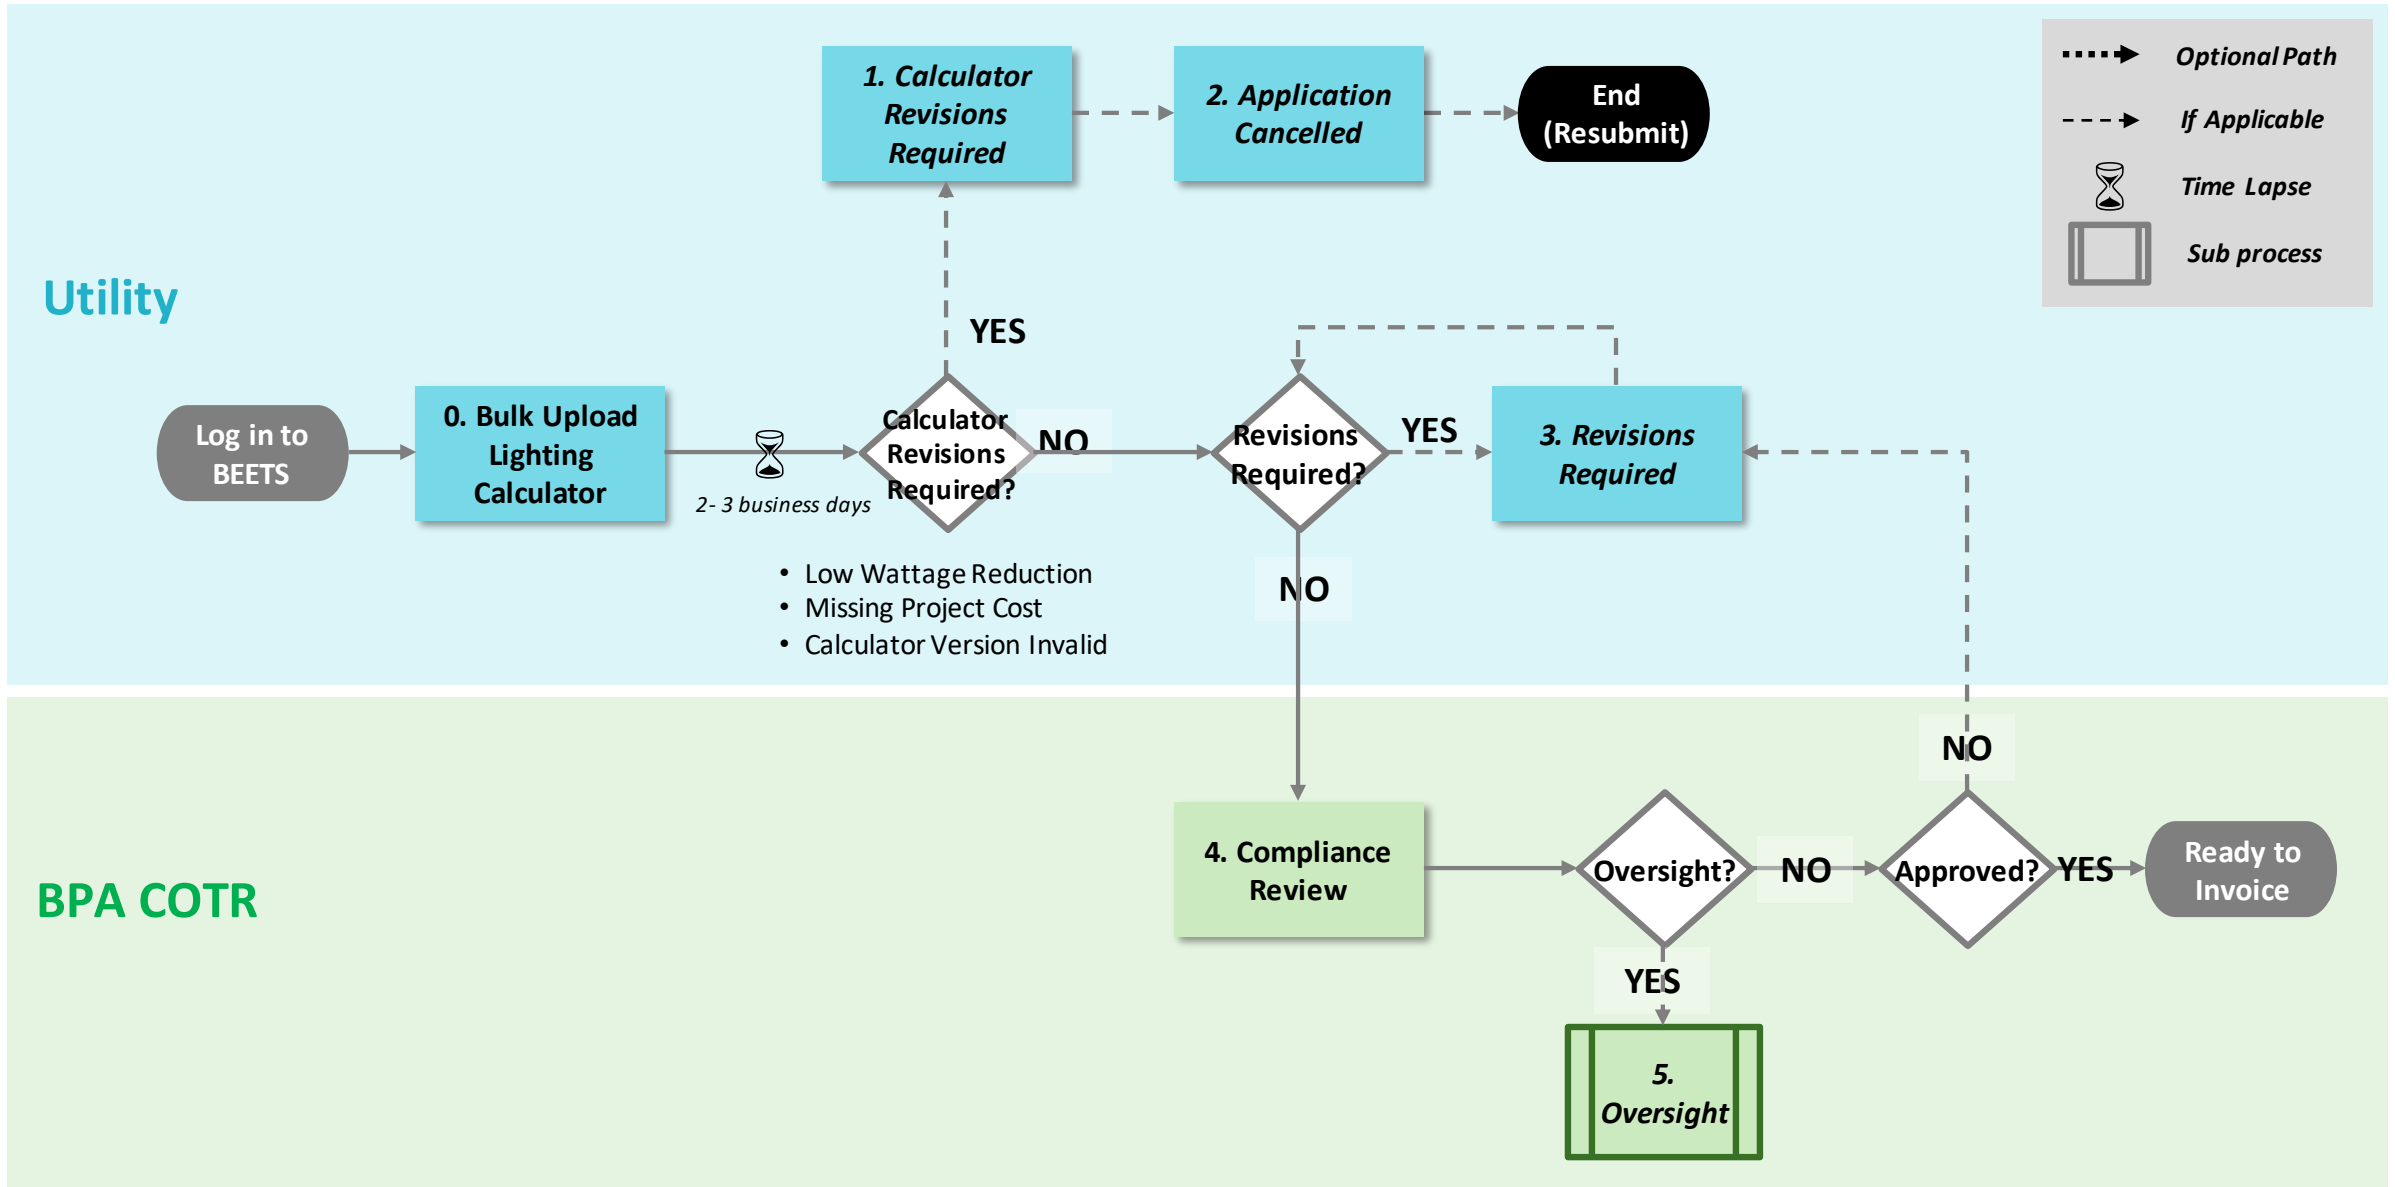 1. Calculator
Revisions
Required
2. Application
Cancelled
End
(Resubmit)
Optional Path
If Applicable
Time Lapse
Sub process
Utility
YES
Log in to
BEETS
0. Bulk Upload
Lighting
Calculator
2- 3 business days
Calculator
Revisions
Required?
NO
Revisions
Required?
YES
3. Revisions
Required
• Low Wattage Reduction
• Missing Project Cost
• Calculator Version Invalid
NO
NO
BPA COTR
4. Compliance
Review
Oversight?
NO
Approved?
YES
Ready to
Invoice
YES
5.
Oversight